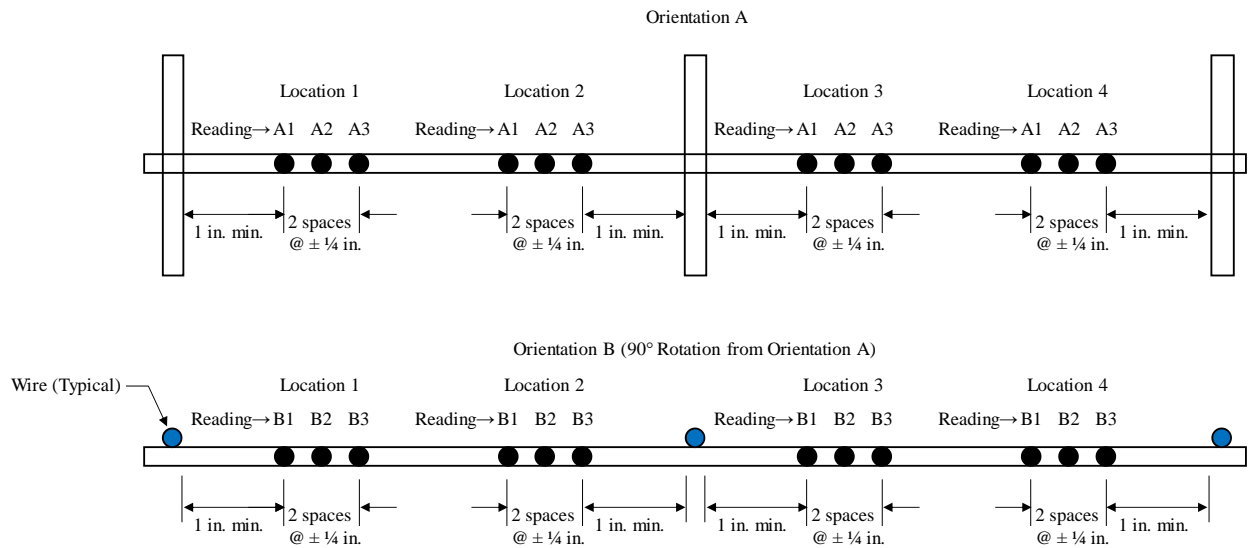 Orientation A
Location 1 Location 2 Location 3 Location 4
Reading→ A1 A2 A3 Reading→ A1 A2 A3 Reading→ A1 A2 A3 Reading→ A1 A2 A3
1 in. min. 2 spaces @ ± ¼ in. 2 spaces @ ± ¼ in. 1 in. min. 1 in. min. 2 spaces @ ± ¼ in. 2 spaces @ ± ¼ in. 1 in. min.
Orientation B (90° Rotation from Orientation A)
Wire (Typical) Location 1 Location 2 Location 3 Location 4
Reading→ B1 B2 B3 Reading→ B1 B2 B3 Reading→ B1 B2 B3 Reading→ B1 B2 B3
1 in. min. 2 spaces @ ± ¼ in. 2 spaces @ ± ¼ in. 1 in. min. 1 in. min. 2 spaces @ ± ¼ in. 2 spaces @ ± ¼ in. 1 in. min.